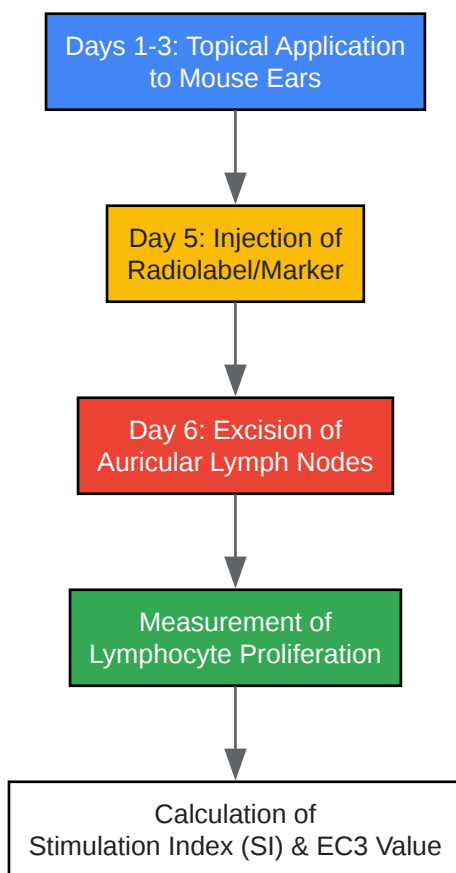 Days 1-3: Topical Application
to Mouse Ears
Day 5: Injection of
Radiolabel/Marker
Day 6: Excision of
Auricular Lymph Nodes
Measurement of
Lymphocyte Proliferation
Calculation of
Stimulation Index (SI) & EC3 Value